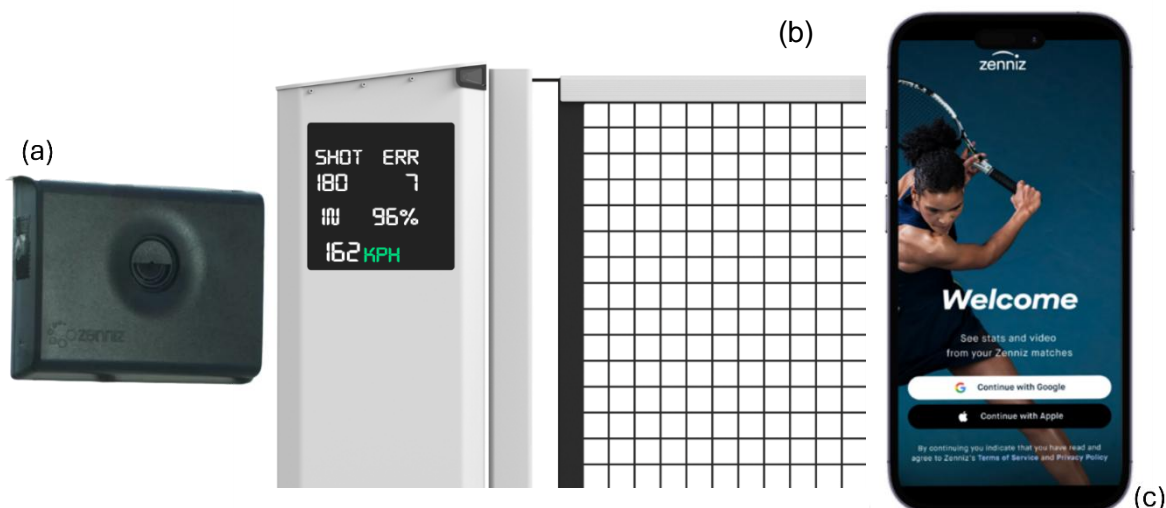 (a)
zenniz
(b)
SHOT ERR
180 7
IN 96%
162 KPH
zenniz
Welcome
See stats and video
from your Zenniz matches
Continue with Google
Continue with Apple
By continuing you indicate that you have read and
agree to Zenniz's Terms of Service and Privacy Policy
(c)